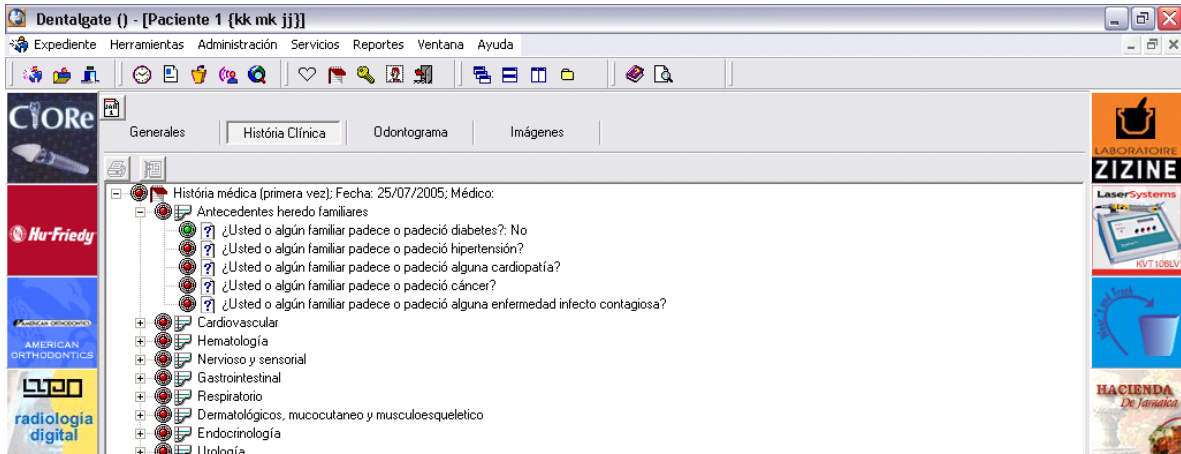 Dentalgate () - [Paciente 1 {kk mk jj}]
Expediente Herramientas Administración Servicios Reportes Ventana Ayuda
CiORe
Generales História Clínica Odontograma Imágenes
LABORATOIRE
ZIZINE
História médica (primera vez); Fecha: 25/07/2005; Médico:
Antecedentes heredo familiares
¿Usted o algún familiar padece o padeció diabetes?: No
¿Usted o algún familiar padece o padeció hipertensión?
¿Usted o algún familiar padece o padeció alguna cardiopatía?
¿Usted o algún familiar padece o padeció cáncer?
¿Usted o algún familiar padece o padeció alguna enfermedad infecto contagiosa?
Cardiovascular
Hematología
Nervioso y sensorial
Gastrointestinal
Respiratorio
Dermatológicos, mucocutaneo y musculoesqueletico
Endocrinología
Urología
Hu-Friedy
AMERICAN ORTHODONTICS
AMERICAN
ORTHODONTICS
radiologia
digital
LaserSystems
KVT106LV
and Trash
HACIENDA
De Jamaica